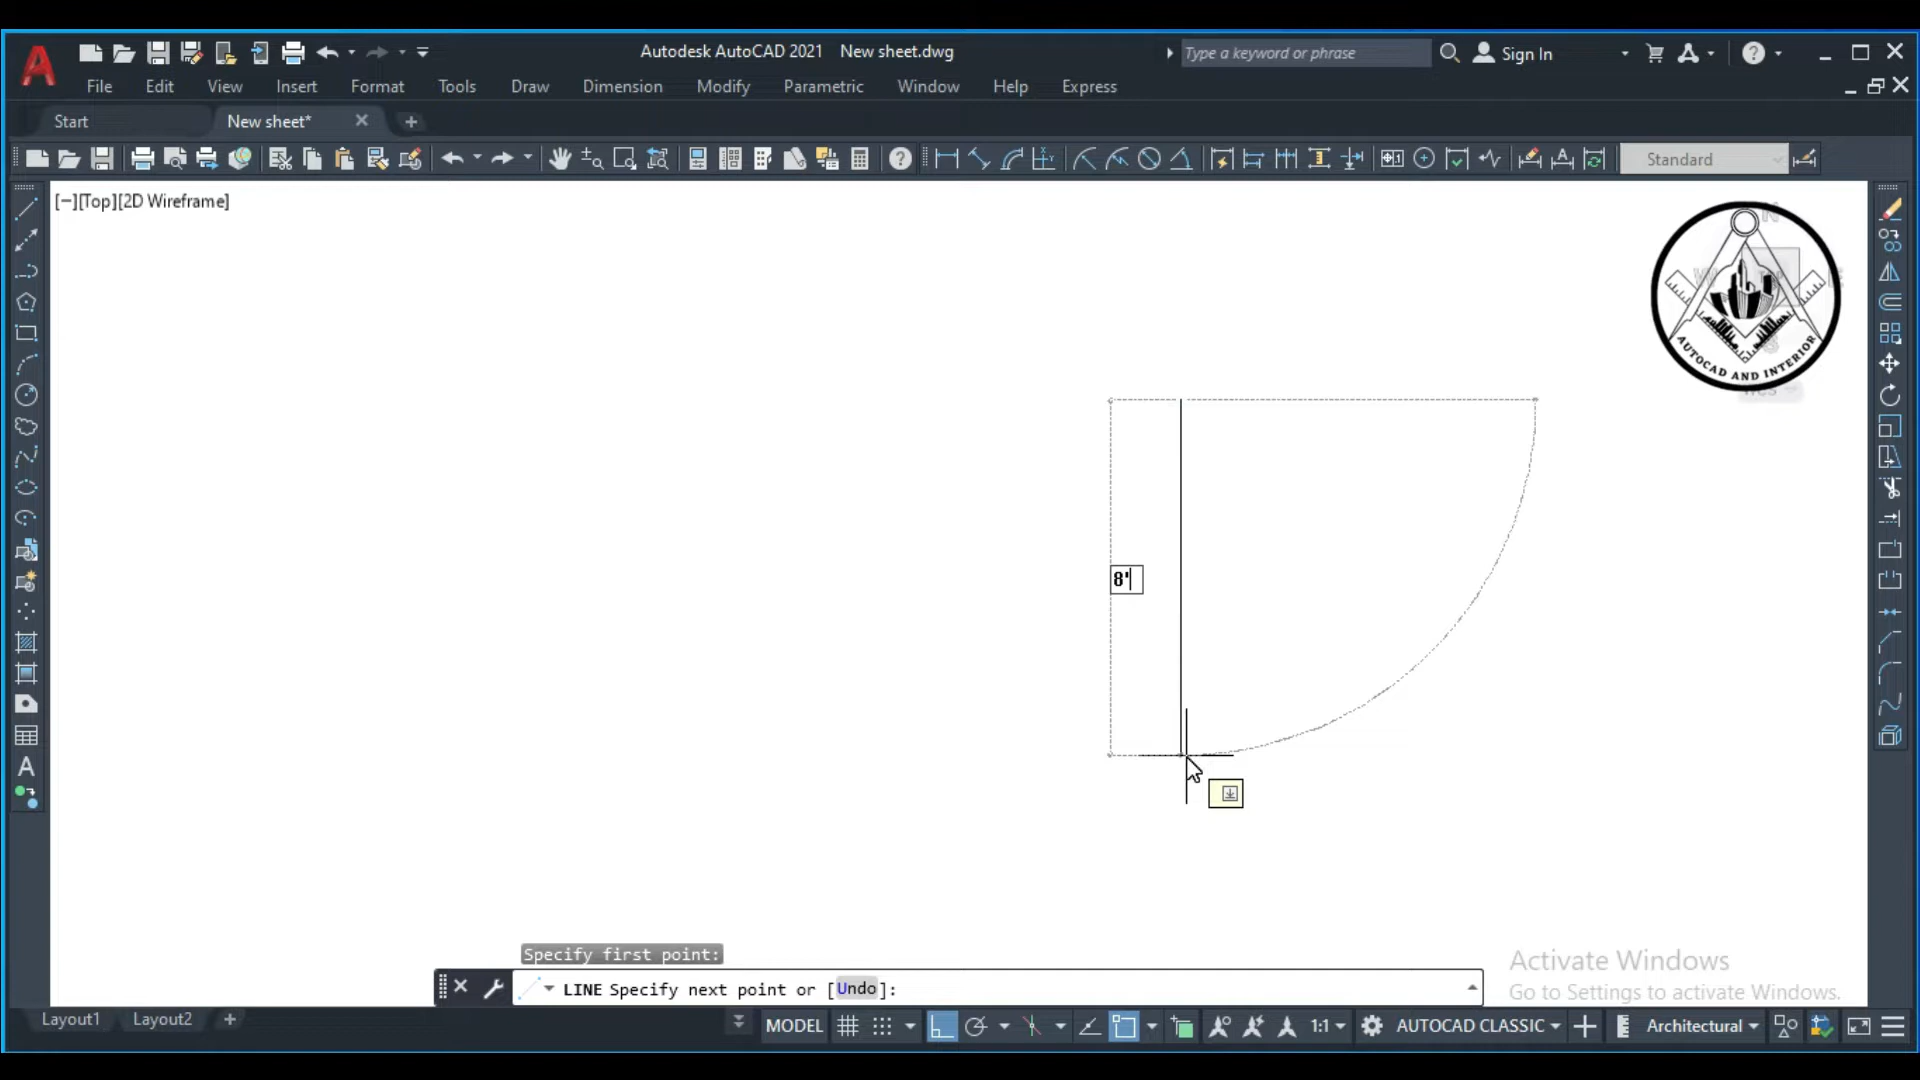 Autodesk AutoCAD 2021 New sheet.dwg
Type a keyword or phrase
Sign In
File Edit View Insert Format Tools Draw Dimension Modify Parametric Window Help Express
Start New sheet*
Standard
[−][Top][2D Wireframe]
AUTOCAD AND INTERIOR
8'
Specify first point:
LINE Specify next point or [Undo]:
Activate Windows
Go to Settings to activate Windows.
Layout1 Layout2
MODEL 1:1 AUTOCAD CLASSIC Architectural